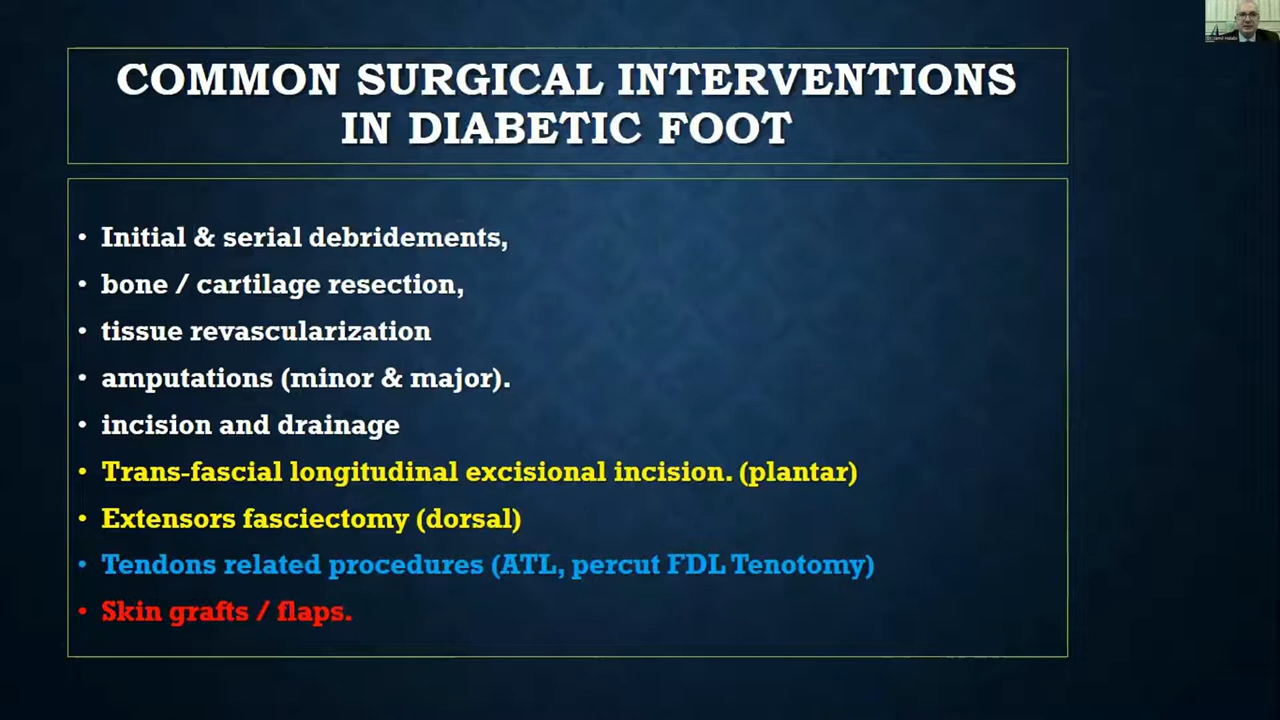 COMMON SURGICAL INTERVENTIONS
IN DIABETIC FOOT
• Initial & serial debridements,
• bone / cartilage resection,
• tissue revascularization
• amputations (minor & major).
• incision and drainage
• Trans-fascial longitudinal excisional incision. (plantar)
• Extensors fasciectomy (dorsal)
• Tendons related procedures (ATL, percut FDL Tenotomy)
• Skin grafts / flaps.